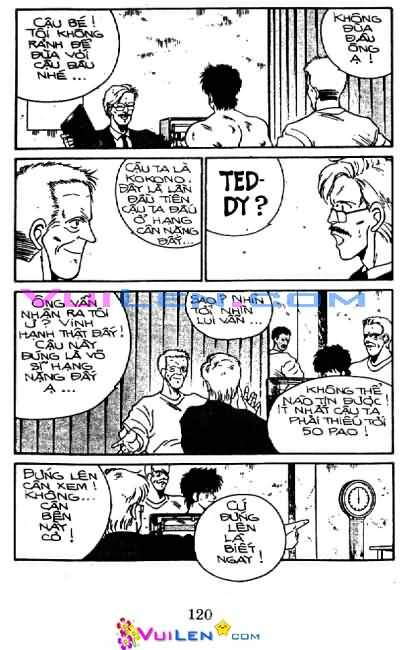 CẬU BÉ!
TÔI KHÔNG
RẢNH ĐỂ
ĐÙA VỚI
CẬU ĐÂU
NHÉ ...
KHÔNG
ĐÙA
ĐÂU
ÔNG
Ạ!
CẬU TA LÀ
KOKONO.
ĐÂY LÀ LẦN
ĐẦU TIÊN
CẬU TA ĐẤU
Ở HẠNG
CÂN NẶNG
ĐẤY...
TED-
DY?
ÔNG VẪN
NHẬN RA TÔI
Ư? VINH
HẠNH THẬT ĐẤY!
CẬU NÀY
ĐÚNG LÀ VÕ
SĨ HẠNG
NẶNG ĐẤY
Ạ ...
SAO? NHÌN
TỚI, NHÌN
LUI VẪN ...
KHÔNG THỂ
NÀO TIN ĐƯỢC!
ÍT NHẤT CẬU TA
PHẢI THIẾU TỚI
50 PAO!
VUILEN.COM
ĐỨNG LÊN
CÂN XEM!
KHÔNG...
CÂN
BÊN
NÀY
CƠ!
CỨ
ĐỨNG
LÊN
LÀ
BIẾT
NGAY!
120
VUILEN.COM